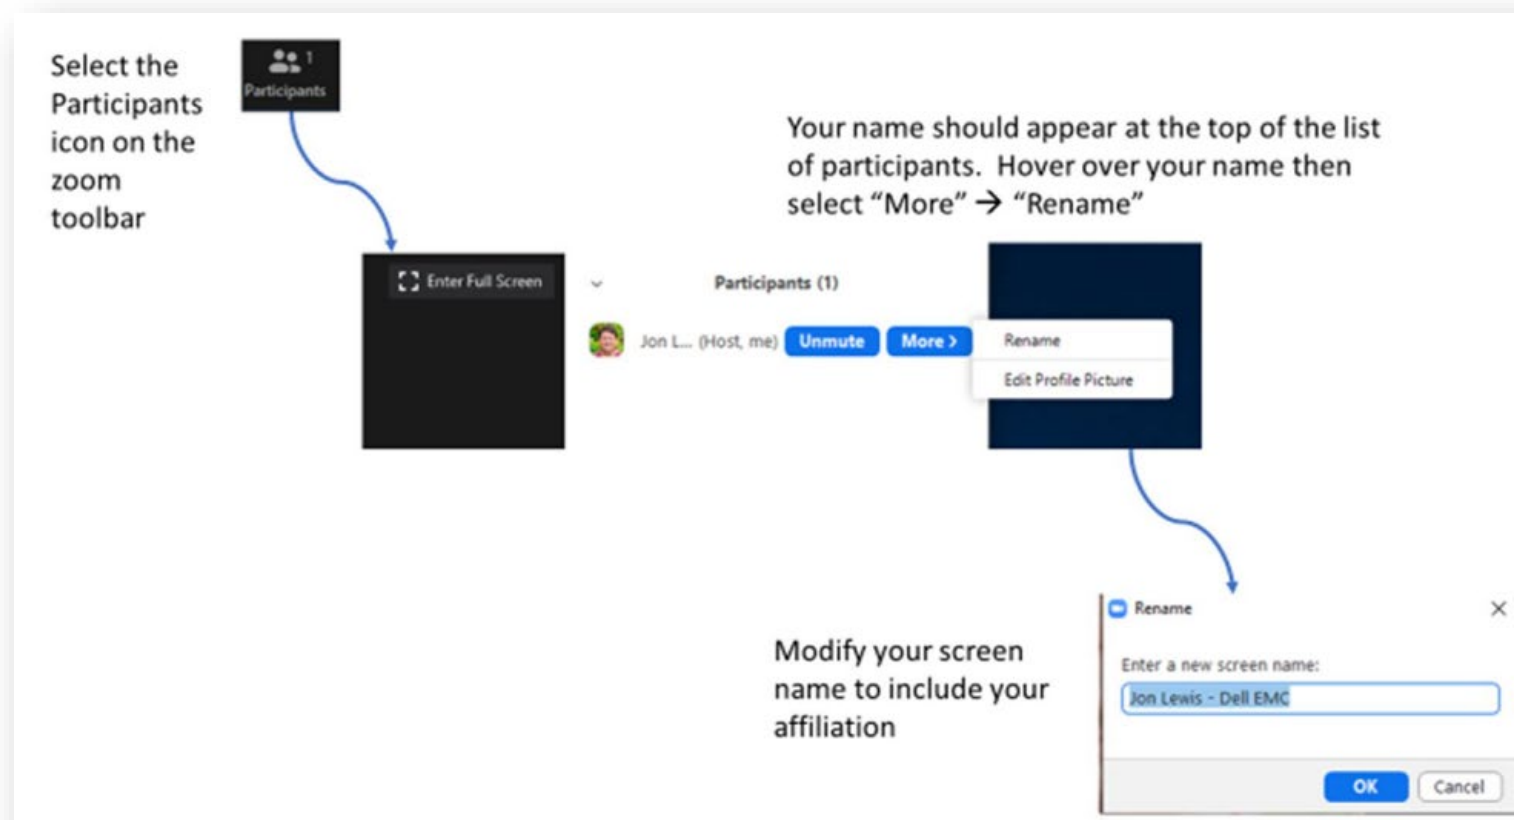 Select the
Participants
icon on the
zoom
toolbar
1
Participants
Your name should appear at the top of the list
of participants.  Hover over your name then
select “More” → “Rename”
Enter Full Screen
Participants (1)
Jon L... (Host, me) Unmute More >
Rename
Edit Profile Picture
Modify your screen
name to include your
affiliation
Rename
Enter a new screen name:
Jon Lewis - Dell EMC
OK Cancel